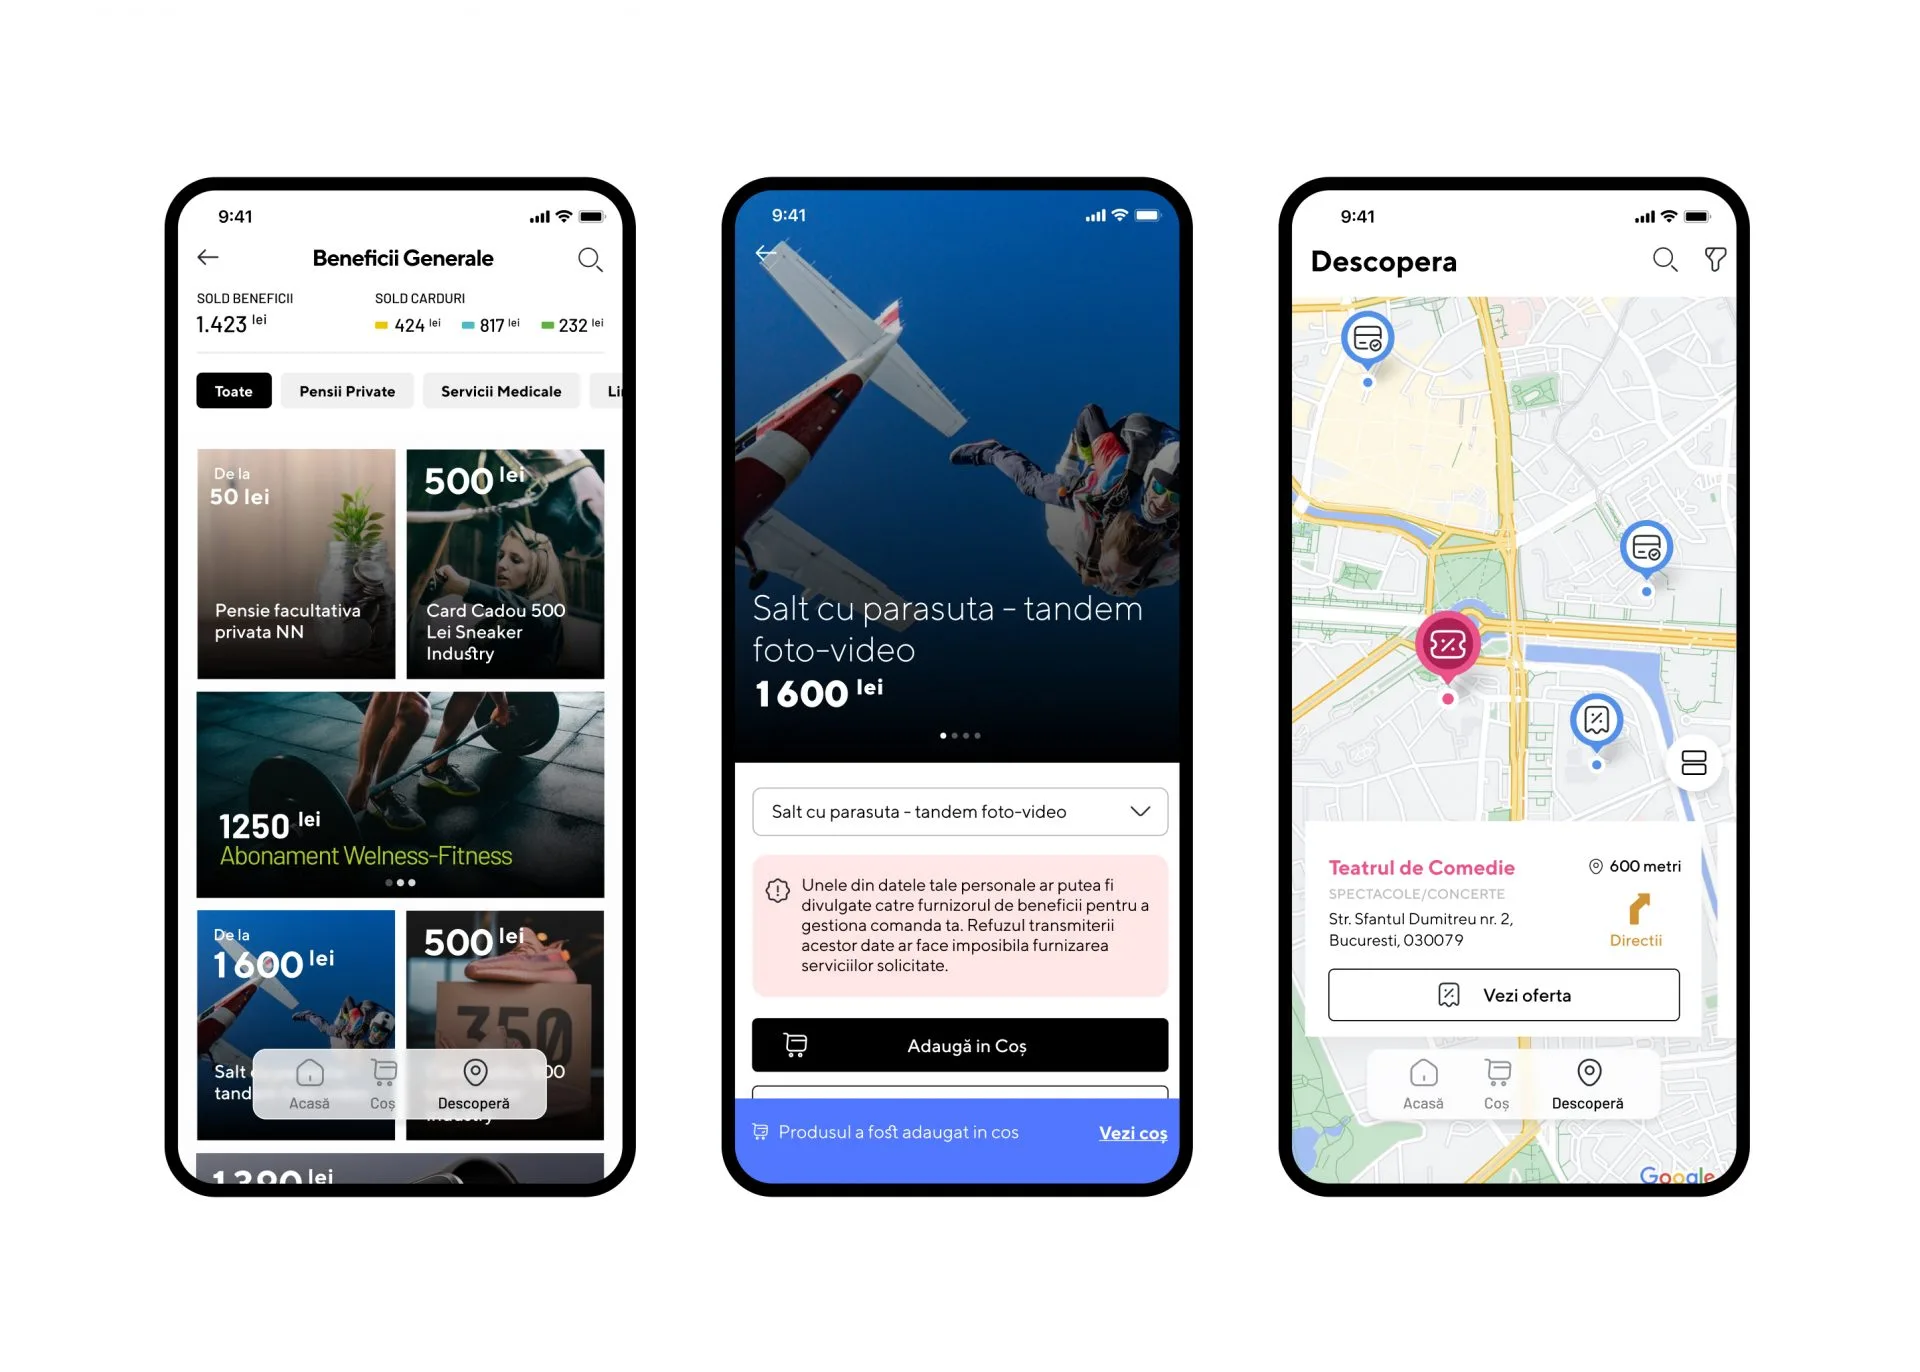 9:41
Beneficii Generale
SOLD BENEFICII
1.423 lei
SOLD CARDURI
424 lei 817 lei 232 lei
Toate
Pensii Private
Servicii Medicale
De la
50 lei
Pensie facultativa
privata NN
500 lei
Card Cadou 500
Lei Sneaker
Industry
1250 lei
Abonament Welness-Fitness
De la
1600 lei
Salt
tand
500 lei
350
00
Industry
Acasă
Coș
Descoperă
1390 lei
9:41
Salt cu parasuta - tandem
foto-video
1600 lei
Salt cu parasuta - tandem foto-video
Unele din datele tale personale ar putea fi
divulgate catre furnizorul de beneficii pentru a
gestiona comanda ta. Refuzul transmiterii
acestor date ar face imposibila furnizarea
serviciilor solicitate.
Adaugă in Coș
Produsul a fost adaugat in cos
Vezi coș
9:41
Descopera
Teatrul de Comedie
600 metri
SPECTACOLE/CONCERTE
Str. Sfantul Dumitreu nr. 2,
Bucuresti, 030079
Directii
Vezi oferta
Acasă
Coș
Descoperă
Google